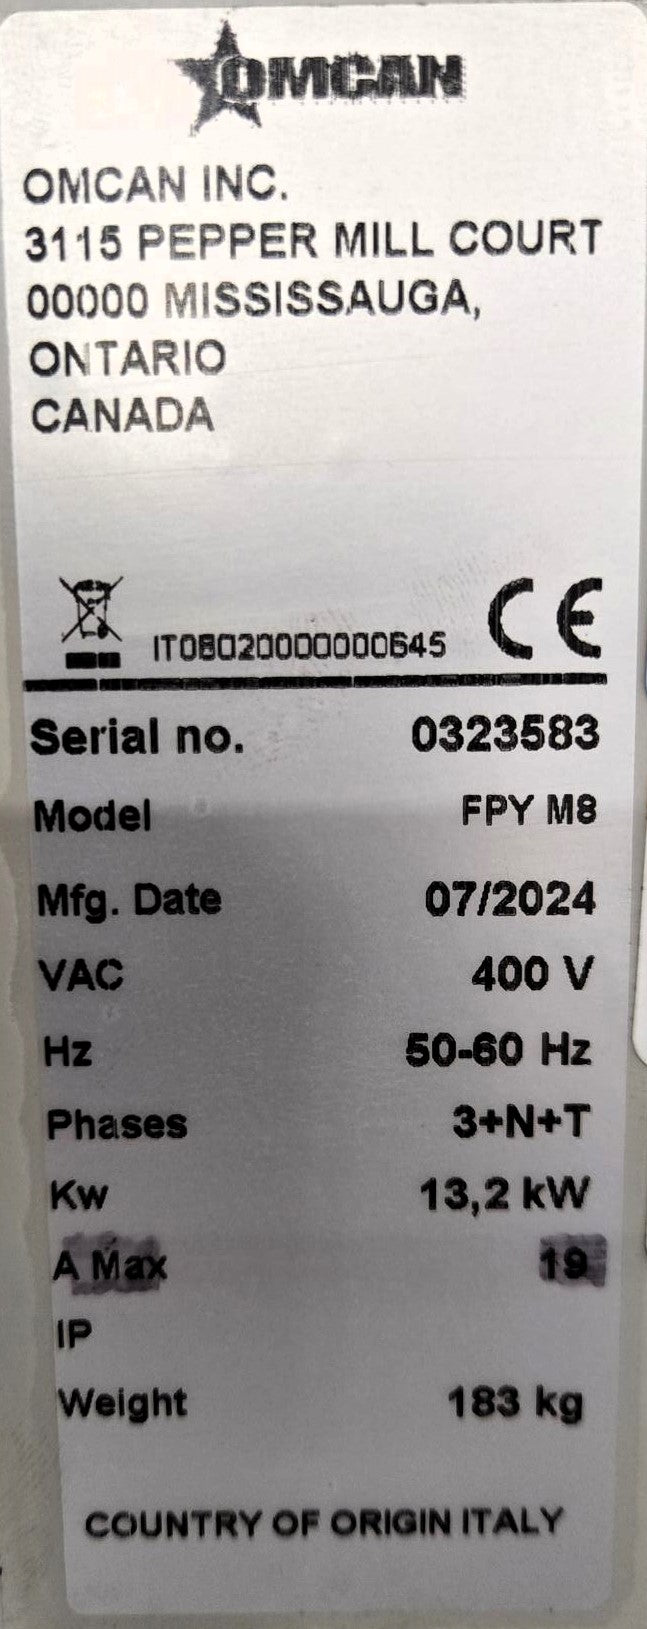 OMCAN
OMCAN INC.
3115 PEPPER MILL COURT
00000 MISSISSAUGA,
ONTARIO
CANADA
IT08020000000645 CE
Serial no. 0323583
Model FPY M8
Mfg. Date 07/2024
VAC 400 V
Hz 50-60 Hz
Phases 3+N+T
Kw 13,2 kW
A Max 19
IP
Weight 183 kg
COUNTRY OF ORIGIN ITALY